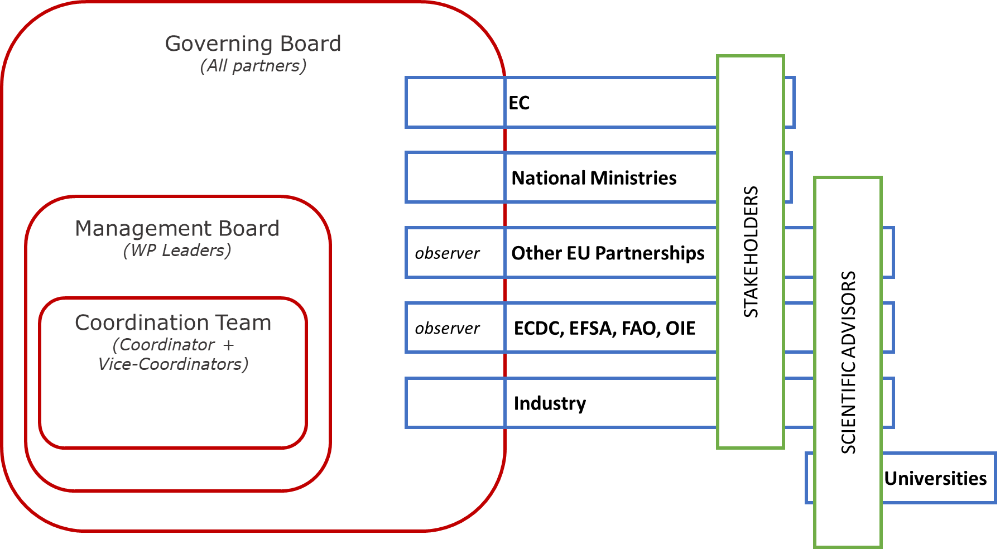 Governing Board
(All partners)
EC
National Ministries
Management Board
(WP Leaders)
observer
Other EU Partnerships
Coordination Team
(Coordinator +
Vice-Coordinators)
observer
ECDC, EFSA, FAO, OIE
Industry
STAKEHOLDERS
SCIENTIFIC ADVISORS
Universities